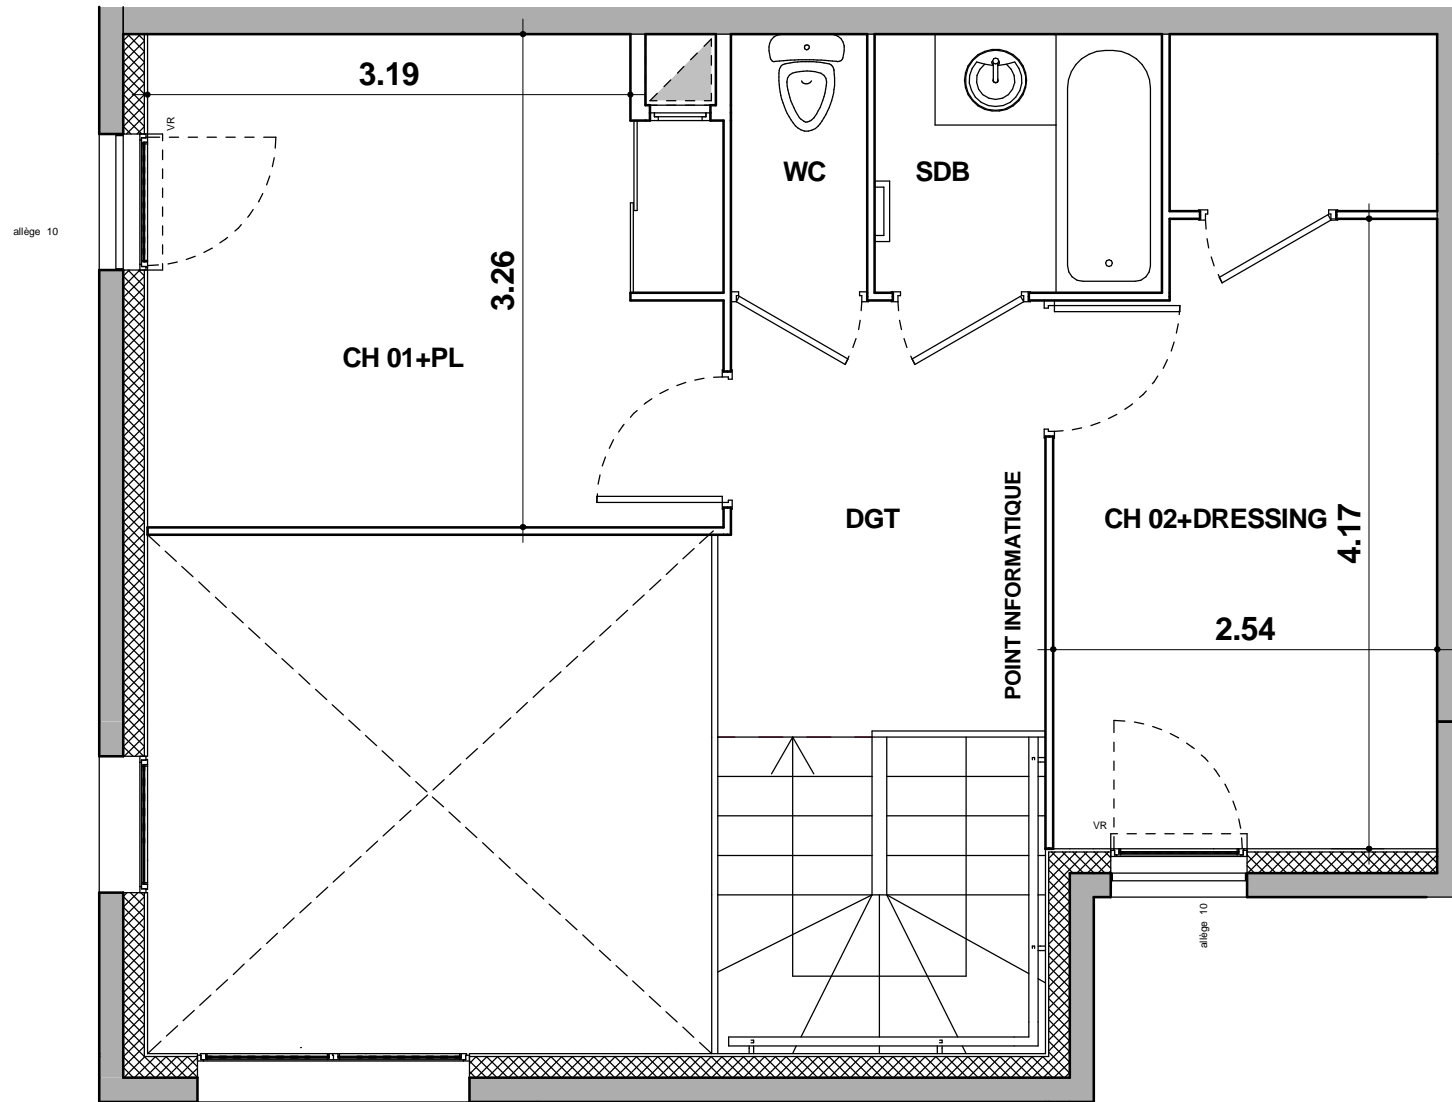 3.19
VR
WC
SDB
allège 10
3.26
CH 01+PL
POINT INFORMATIQUE
DGT
CH 02+DRESSING
4.17
2.54
VR
allège 10